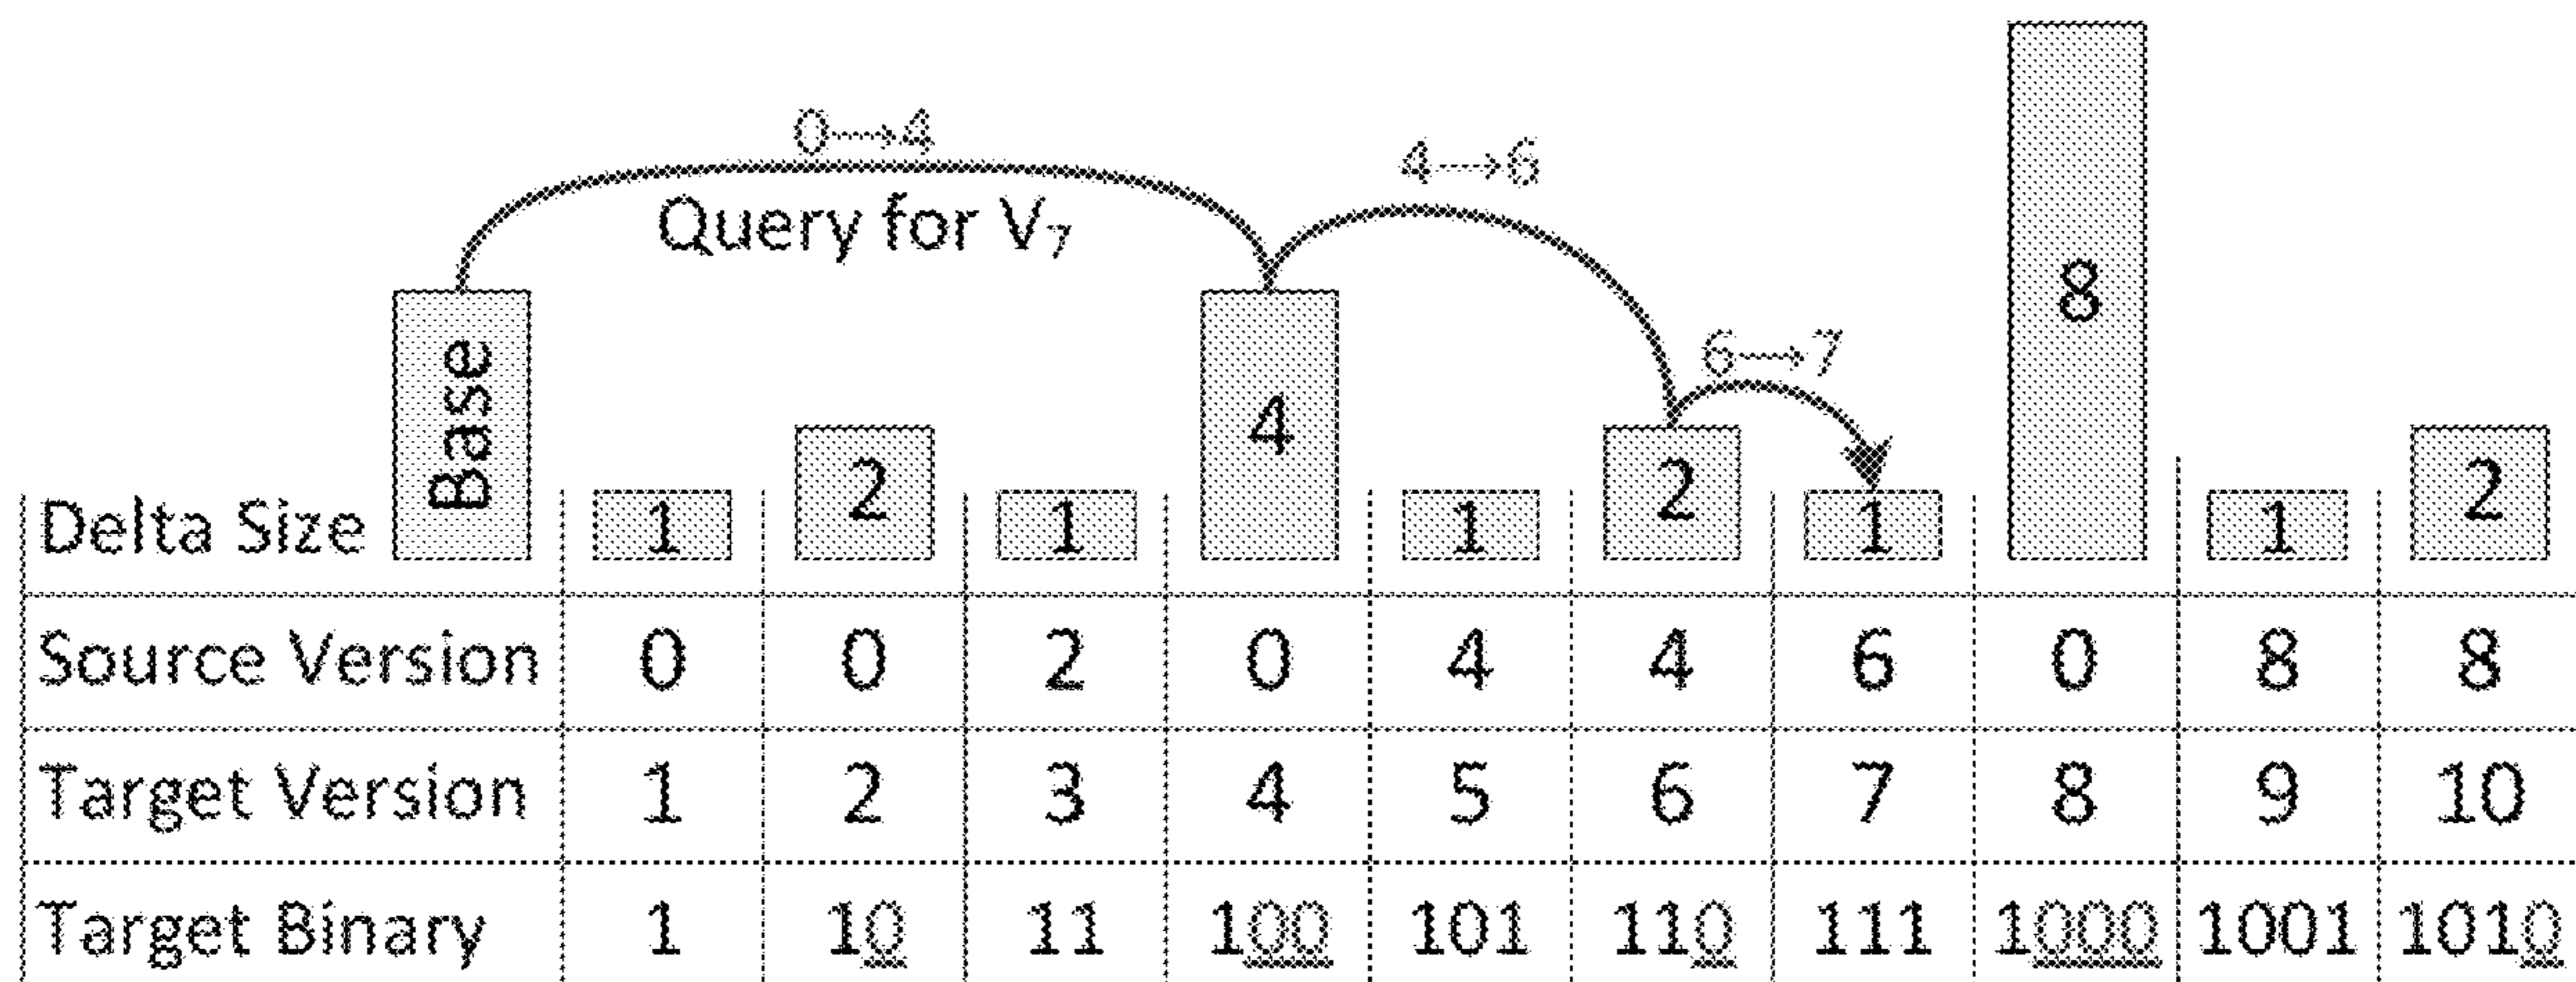 0→4
4→6
Query for V₇
8
6→7
Base
4
2
2
2
Delta Size 1 1 1 1 1
Source Version 0 0 2 0 4 4 6 0 8 8
Target Version 1 2 3 4 5 6 7 8 9 10
Target Binary 1 10 11 100 101 110 111 1000 1001 1010